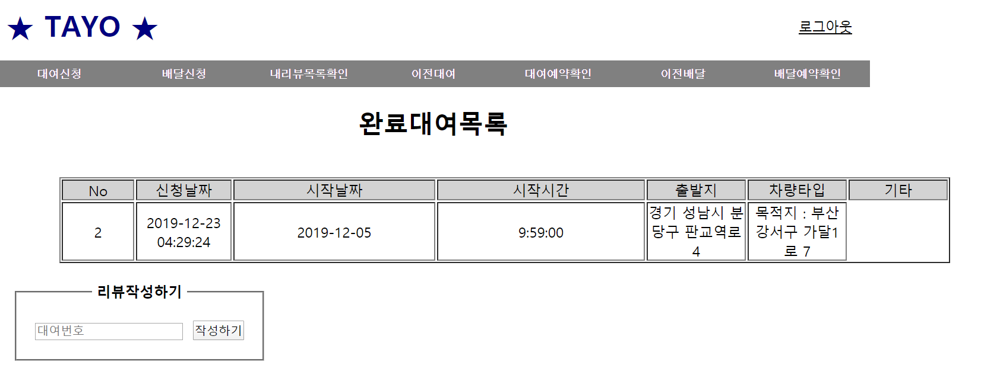 ★ TAYO ★
로그아웃
대여신청 배달신청 내리뷰목록확인 이전대여 대여예약확인 이전배달 배달예약확인
완료대여목록
No 신청날짜 시작날짜 시작시간 출발지 차량타입 기타
2 2019-12-23 04:29:24 2019-12-05 9:59:00 경기 성남시 분당구 판교역로 4 목적지 : 부산 강서구 가달1로 7
리뷰작성하기
대여번호 작성하기